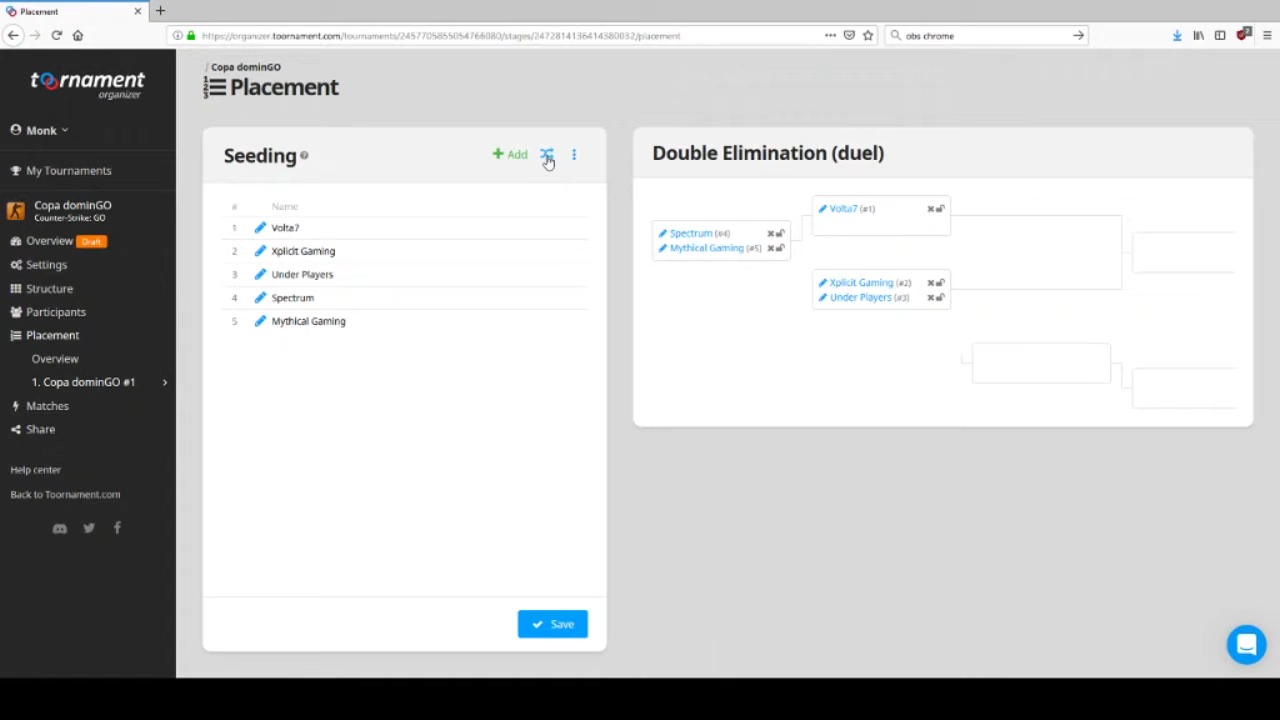 Placement
https://organizer.toornament.com/tournaments/2457705855054766080/stages/2472814136414380032/placement
obs chrome
2
toornament
organizer
Monk
My Tournaments
Copa dominGO
Counter-Strike: GO
Overview Draft
Settings
Structure
Participants
Placement
Overview
1. Copa dominGO #1
Matches
Share
Help center
Back to Toornament.com
/ Copa dominGO
Placement
Seeding
+ Add
# Name
1 Volta7
2 Xplicit Gaming
3 Under Players
4 Spectrum
5 Mythical Gaming
Save
Double Elimination (duel)
Volta7 (#1)
Spectrum (#4)
Mythical Gaming (#5)
Xplicit Gaming (#2)
Under Players (#3)